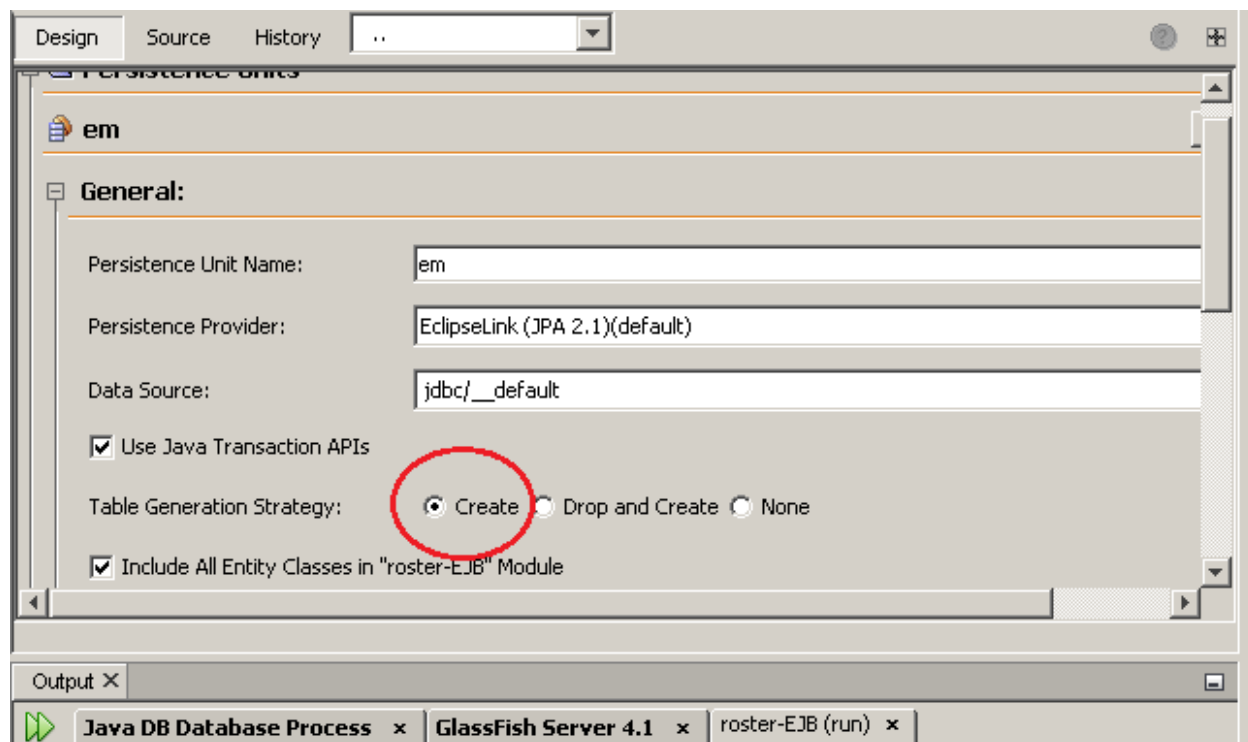 Design Source History ..
Persistence Units
em
General:
Persistence Unit Name: em
Persistence Provider: EclipseLink (JPA 2.1)(default)
Data Source: jdbc/__default
Use Java Transaction APIs
Table Generation Strategy: Create Drop and Create None
Include All Entity Classes in "roster-EJB" Module
Output
Java DB Database Process x GlassFish Server 4.1 x roster-EJB (run) x